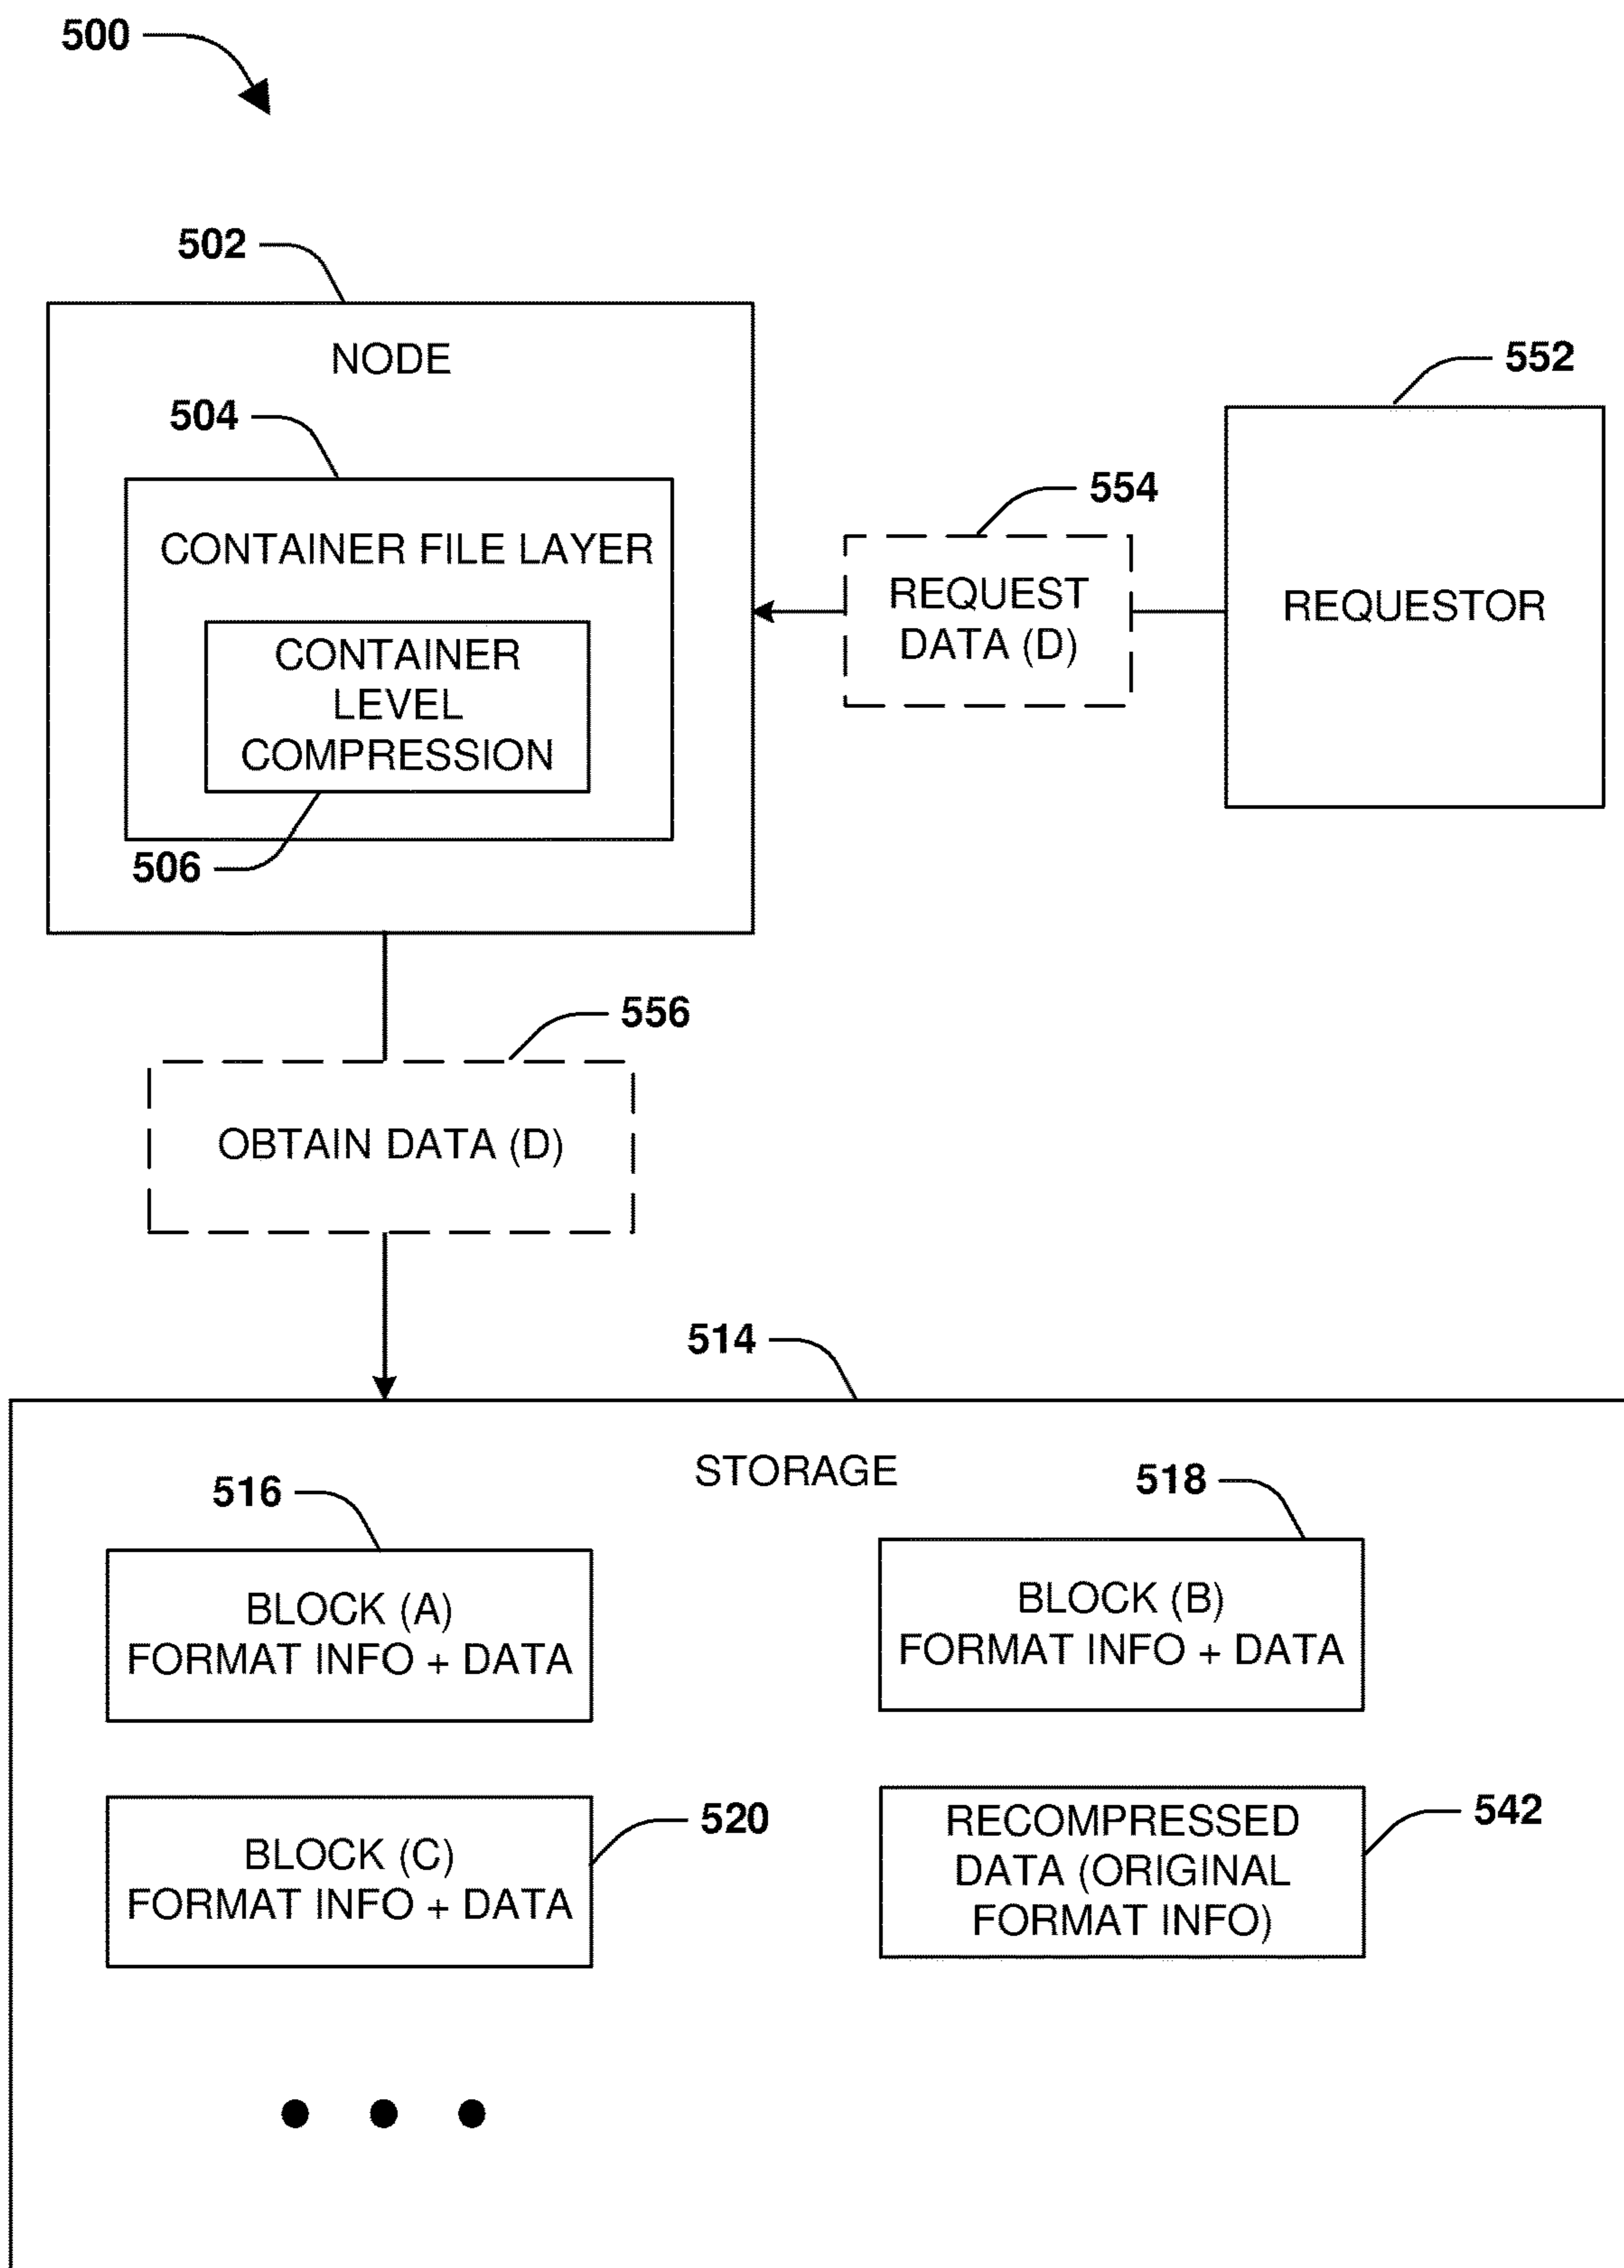 500
502
NODE
552
504
554
CONTAINER FILE LAYER
REQUEST
DATA (D)
REQUESTOR
CONTAINER
LEVEL
COMPRESSION
506
556
OBTAIN DATA (D)
514
STORAGE
516
518
BLOCK (A)
FORMAT INFO + DATA
BLOCK (B)
FORMAT INFO + DATA
520
542
BLOCK (C)
FORMAT INFO + DATA
RECOMPRESSED
DATA (ORIGINAL
FORMAT INFO)